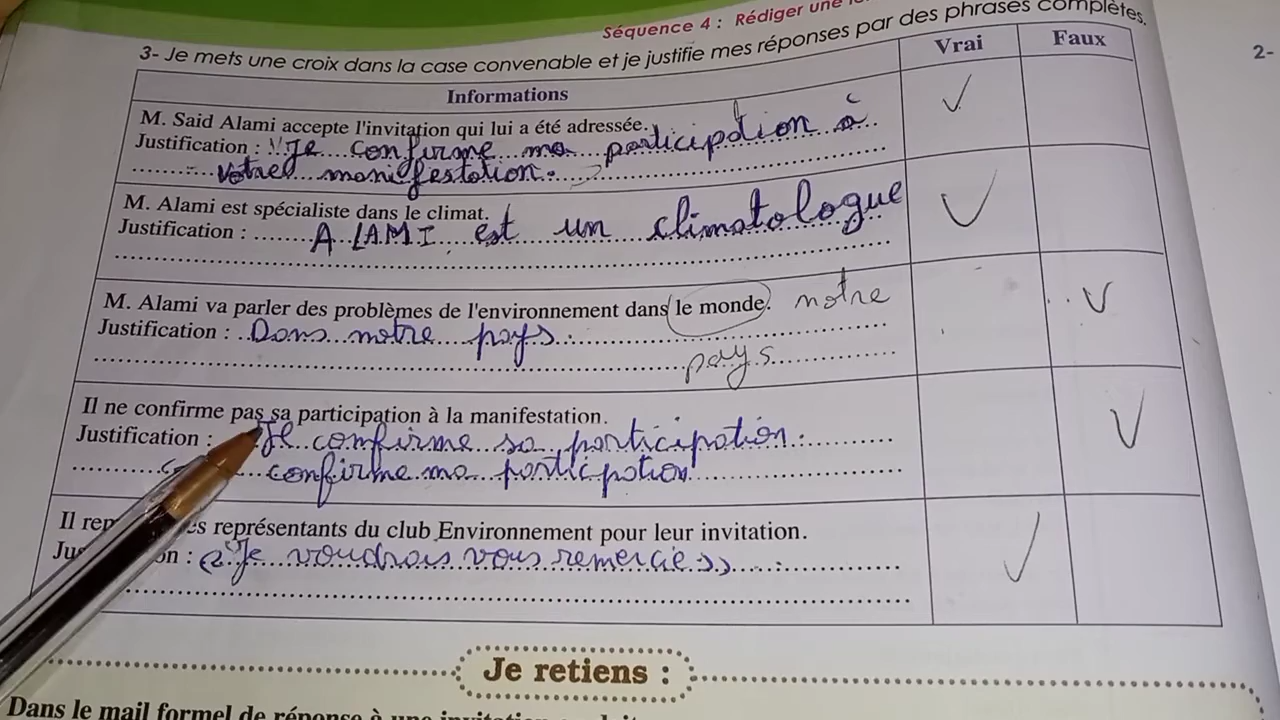 Séquence 4 : Rédiger une
3- Je mets une croix dans la case convenable et je justifie mes réponses par des phrases complètes.
Informations Vrai Faux
2-
M. Said Alami accepte l'invitation qui lui a été adressée.
Justification : Je confirme ma participation à
votre manifestation.
M. Alami est spécialiste dans le climat.
Justification : ALAMI est un climatologue
M. Alami va parler des problèmes de l'environnement dans le monde. notre
Justification : Dans notre pays.
pays
Il ne confirme pas sa participation à la manifestation.
Justification : Je confirme sa participation.
confirme ma participation
Il es représentants du club Environnement pour leur invitation.
Justification : « Je voudrais vous remercie »
Je retiens :
Dans le mail formel de réponse à une